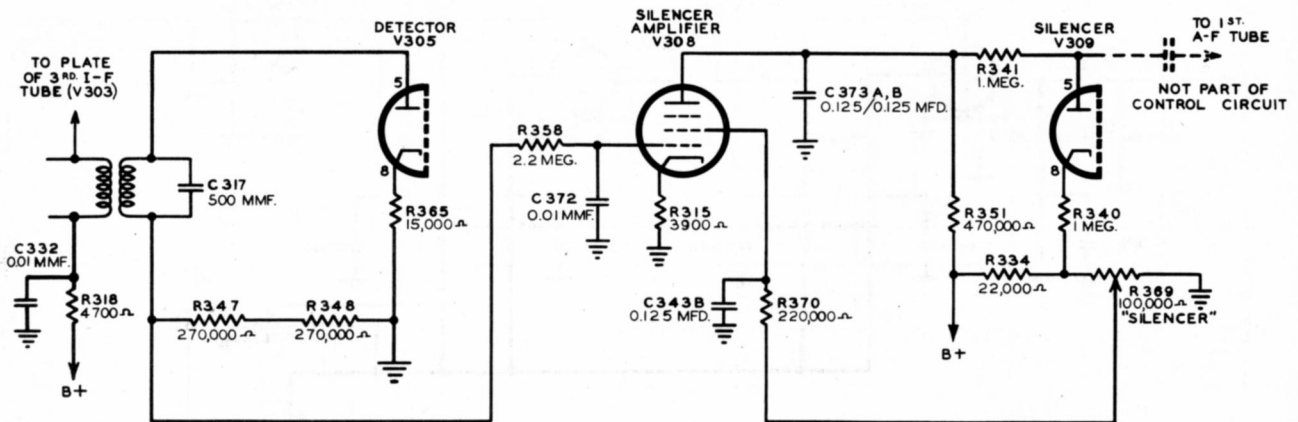 TO PLATE
OF 3RD. I-F.
TUBE (V303)
C317
500 MMF.
C332
0.01 MMF.
R318
4700Ω
B+
R347
270,000Ω
R348
270,000Ω
DETECTOR
V305
5
8
R365
15,000Ω
R358
2.2 MEG.
C372
0.01 MMF.
SILENCER
AMPLIFIER
V308
R315
3900Ω
C343B
0.125 MFD.
R370
220,000Ω
C373A,B
0.125/0.125 MFD.
R341
1 MEG.
R351
470,000Ω
B+
R334
22,000Ω
SILENCER
V309
5
8
R340
1 MEG.
R369
100,000Ω
"SILENCER"
TO 1ST.
A-F TUBE
NOT PART OF
CONTROL CIRCUIT